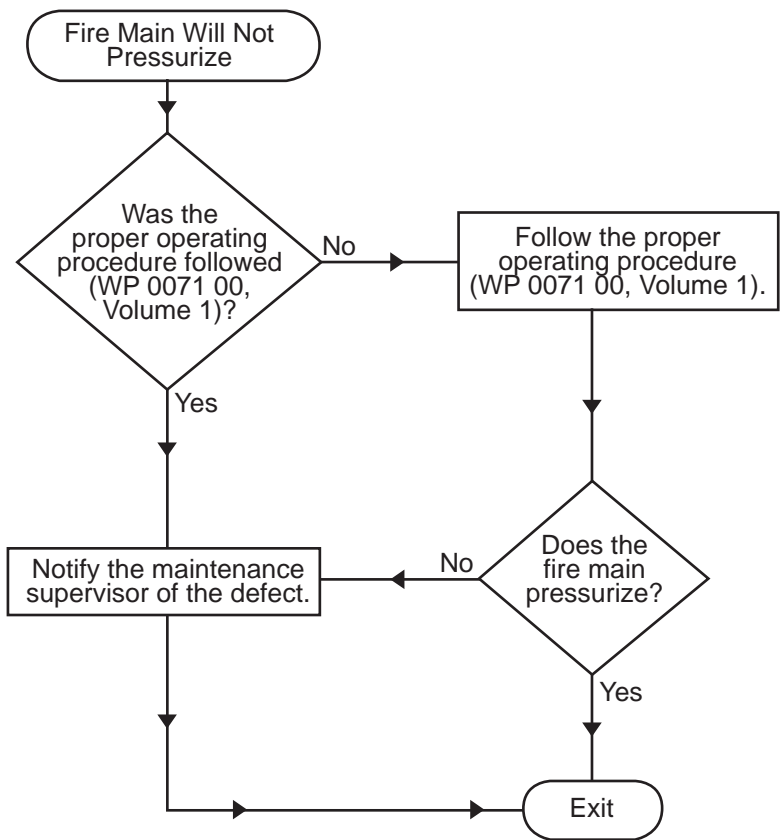 Fire Main Will Not
Pressurize
Was the
proper operating
procedure followed
(WP 0071 00,
Volume 1)?
No
Follow the proper
operating procedure
(WP 0071 00, Volume 1).
Yes
Notify the maintenance
supervisor of the defect.
No
Does the
fire main
pressurize?
Yes
Exit